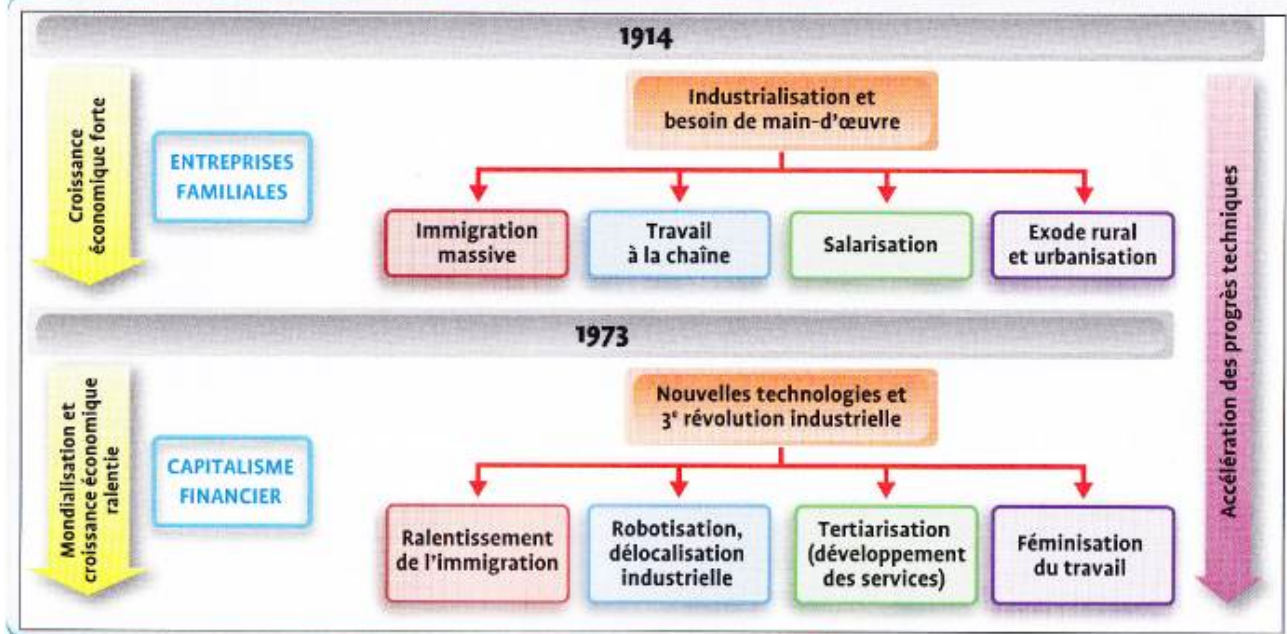 1914
Croissance
économique forte
ENTREPRISES
FAMILIALES
Industrialisation et
besoin de main-d'œuvre
Immigration
massive
Travail
à la chaîne
Salarisation
Exode rural
et urbanisation
Accélération des progrès techniques
1973
Mondialisation et
croissance économique
ralentie
CAPITALISME
FINANCIER
Nouvelles technologies et
3e révolution industrielle
Ralentissement
de l'immigration
Robotisation,
délocalisation
industrielle
Tertiarisation
(développement
des services)
Féminisation
du travail